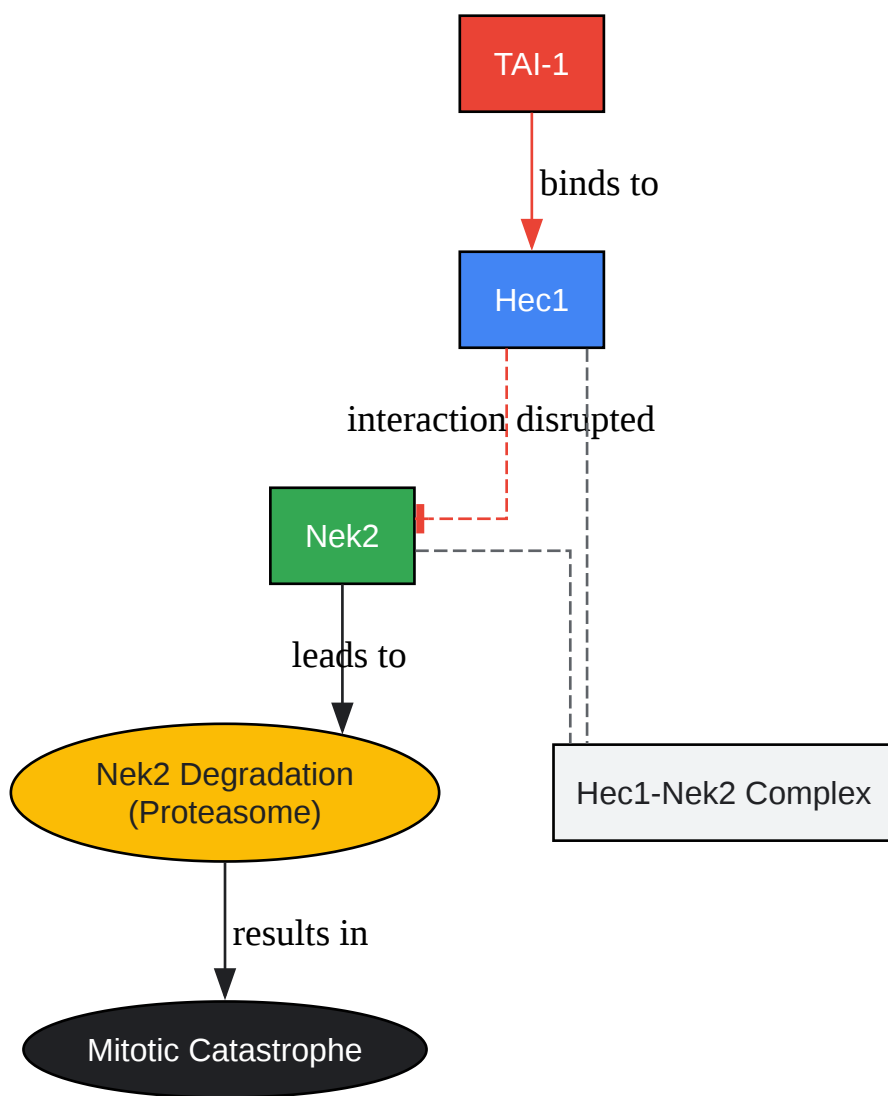 TAI-1
binds to
Hec1
interaction disrupted
Nek2
leads to
Nek2 Degradation
(Proteasome)
Hec1-Nek2 Complex
results in
Mitotic Catastrophe